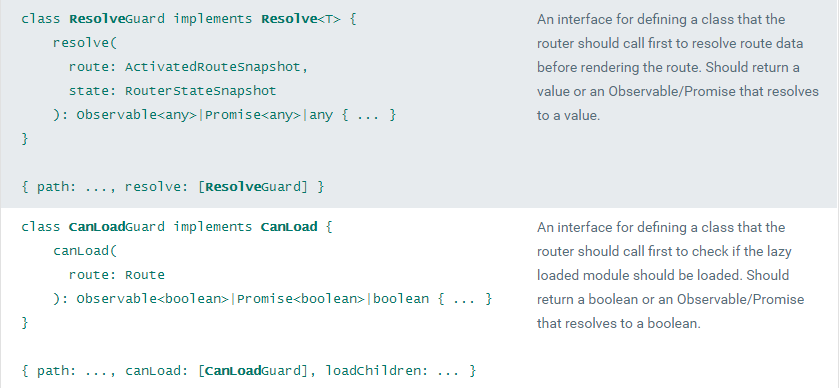 class ResolveGuard implements Resolve<T> {
resolve(
route: ActivatedRouteSnapshot,
state: RouterStateSnapshot
): Observable<any>|Promise<any>|any { ... }
}
{ path: ..., resolve: [ResolveGuard] }
An interface for defining a class that the
router should call first to resolve route data
before rendering the route. Should return a
value or an Observable/Promise that resolves
to a value.
class CanLoadGuard implements CanLoad {
canLoad(
route: Route
): Observable<boolean>|Promise<boolean>|boolean { ... }
}
{ path: ..., canLoad: [CanLoadGuard], loadChildren: ... }
An interface for defining a class that the
router should call first to check if the lazy
loaded module should be loaded. Should
return a boolean or an Observable/Promise
that resolves to a boolean.